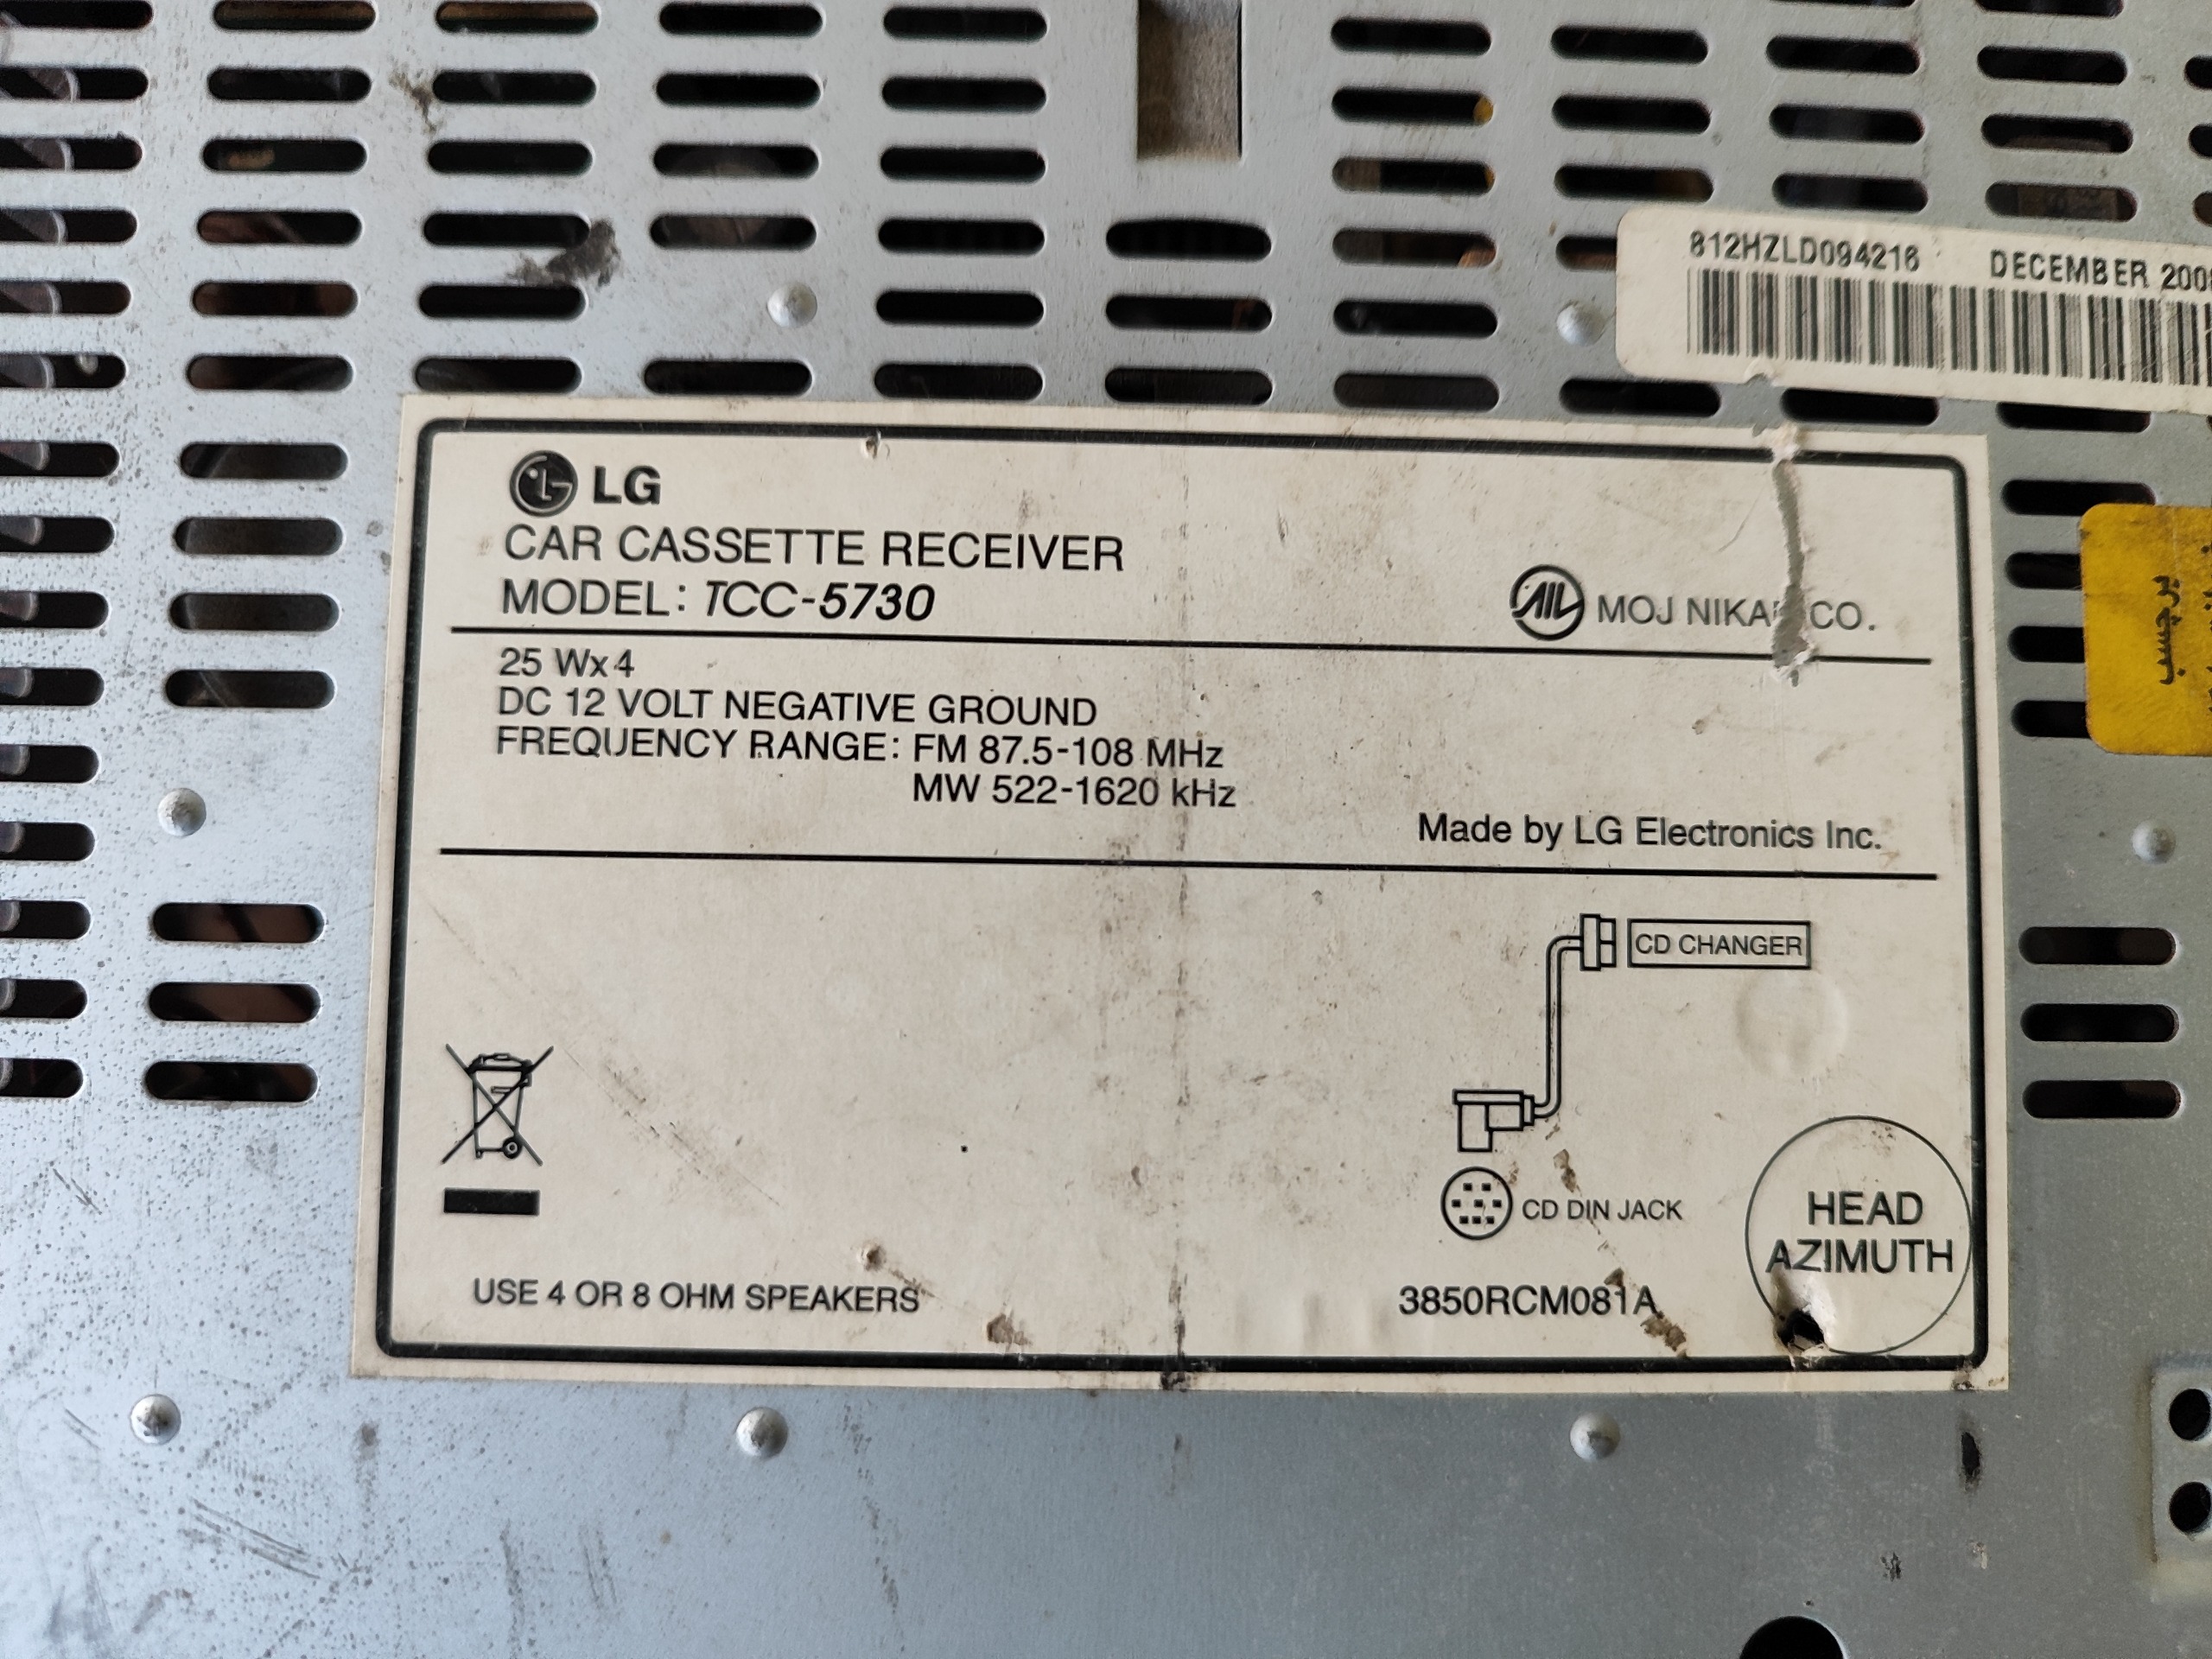 812HZLD094216 DECEMBER
LG
CAR CASSETTE RECEIVER
MODEL: TCC-5730
MOJ CO.
25 Wx4
DC 12 VOLT NEGATIVE GROUND
FREQUENCY RANGE: FM 87.5-108 MHz
MW 522-1620 kHz
Made by LG Electronics Inc.
CD CHANGER
CD DIN JACK
HEAD
AZIMUTH
USE 4 OR 8 OHM SPEAKERS
3850RCM081A
برچسب